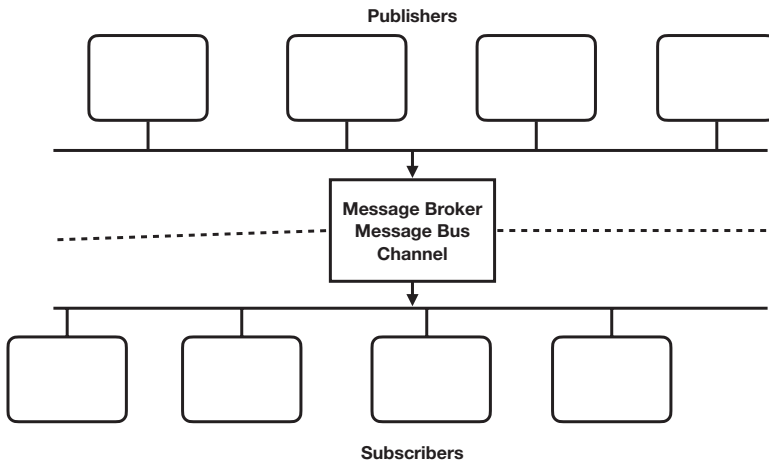 Publishers
Message Broker
Message Bus
Channel
Subscribers